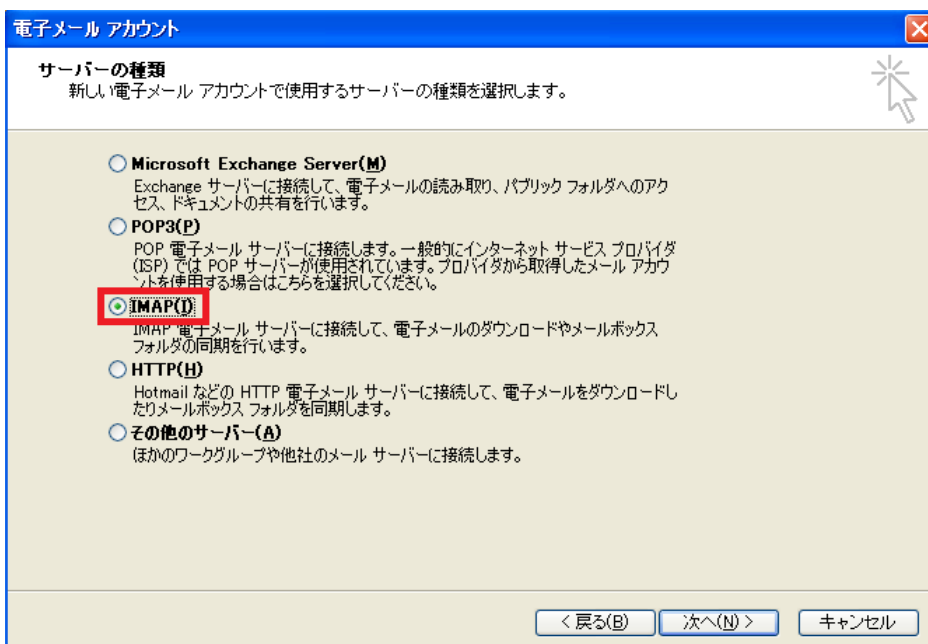 電子メール アカウント
サーバーの種類
新しい電子メール アカウントで使用するサーバーの種類を選択します。
Microsoft Exchange Server(M)
Exchange サーバーに接続して、電子メールの読み取り、パブリック フォルダへのアク
セス、ドキュメントの共有を行います。
POP3(P)
POP 電子メール サーバーに接続します。一般的にインターネット サービス プロバイダ
(ISP) では POP サーバーが使用されています。プロバイダから取得したメール アカウ
ントを使用する場合はこちらを選択してください。
IMAP(I)
IMAP 電子メール サーバーに接続して、電子メールのダウンロードやメールボックス
フォルダの同期を行います。
HTTP(H)
Hotmail などの HTTP 電子メール サーバーに接続して、電子メールをダウンロードし
たりメールボックス フォルダを同期します。
その他のサーバー(A)
ほかのワークグループや他社のメール サーバーに接続します。
< 戻る(B) 次へ(N) > キャンセル